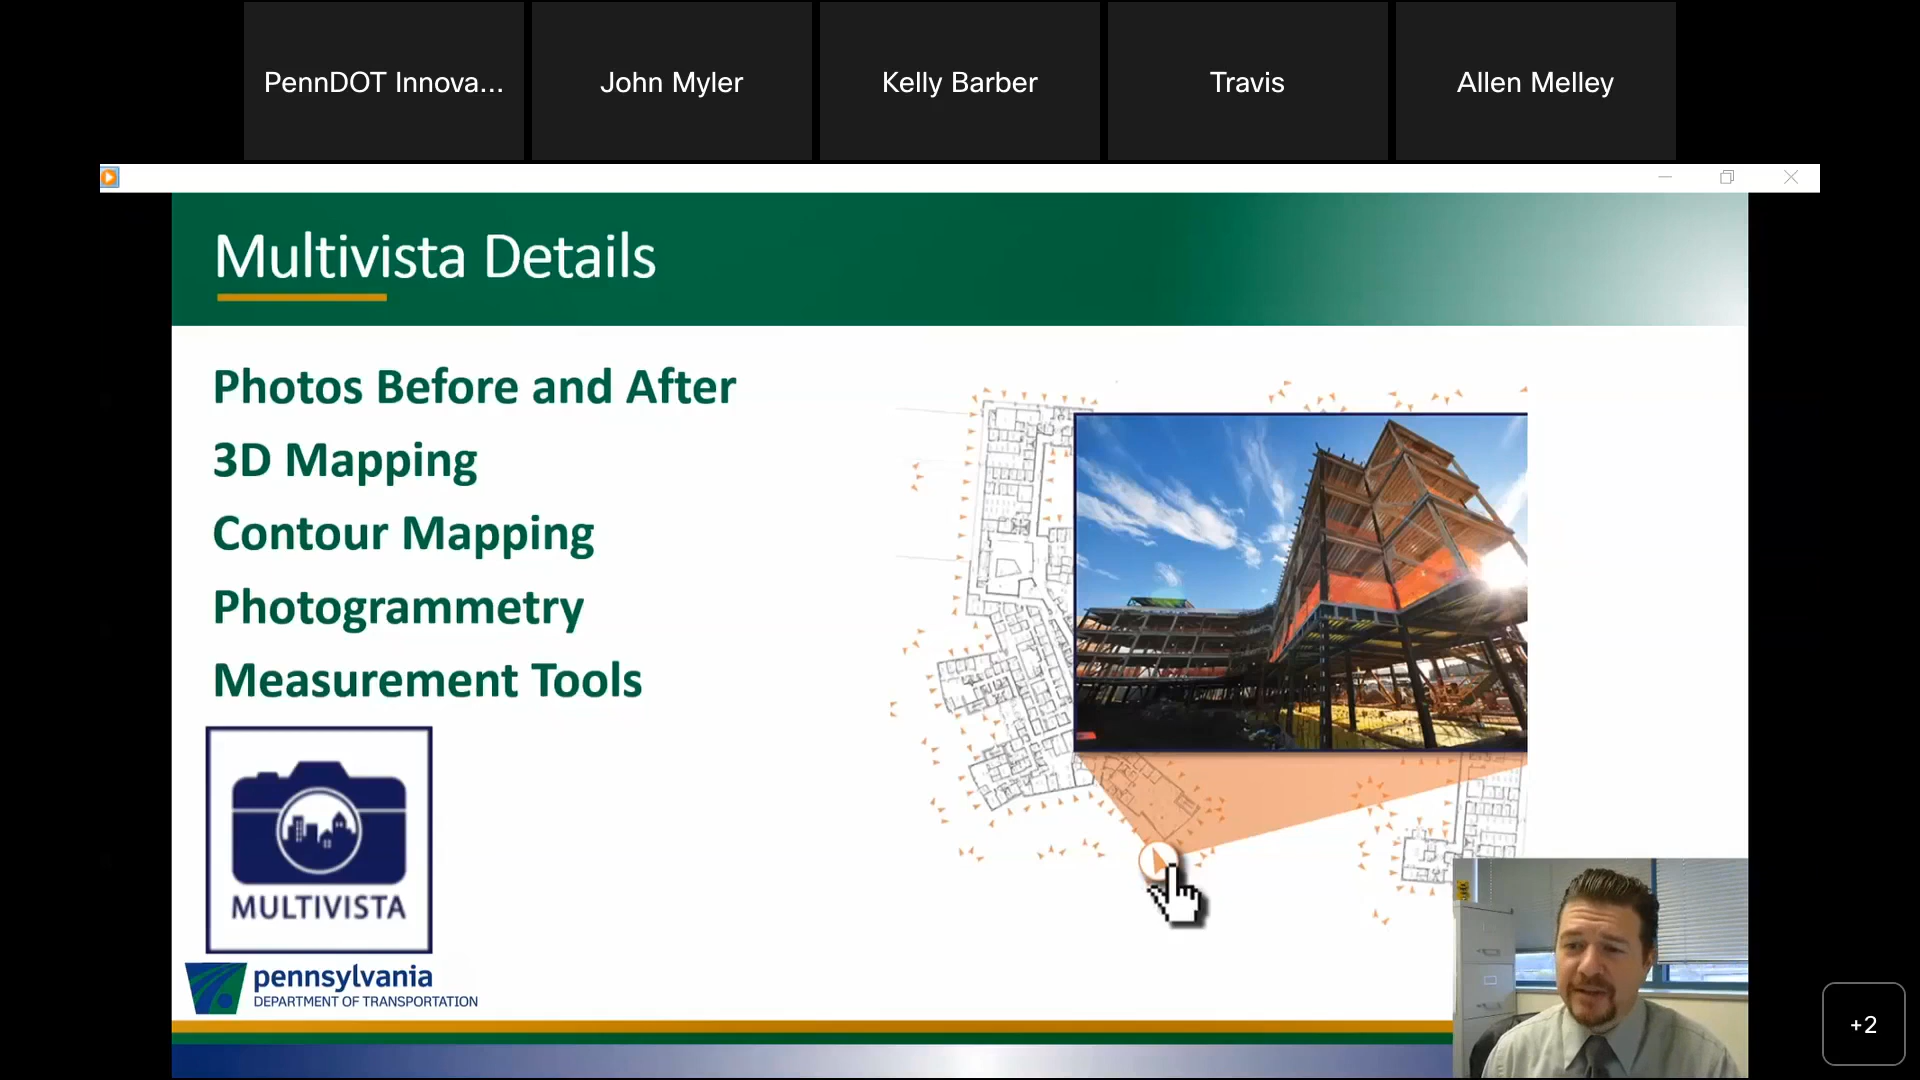 PennDOT Innova...
John Myler
Kelly Barber
Travis
Allen Melley
Multivista Details
Photos Before and After
3D Mapping
Contour Mapping
Photogrammetry
Measurement Tools
MULTIVISTA
pennsylvania
DEPARTMENT OF TRANSPORTATION
+2